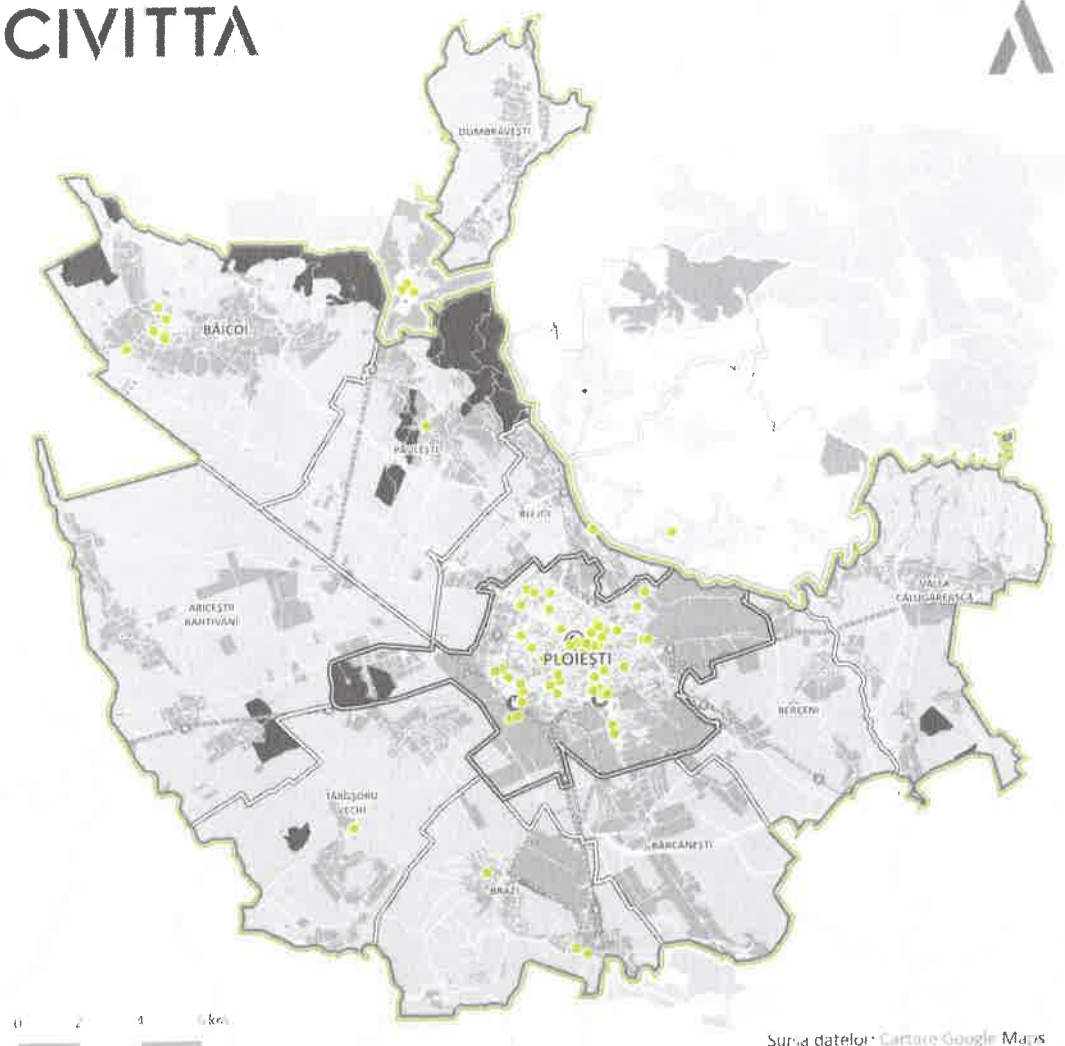 CIVITTA
DUMBRĂVEȘTI
BĂICOI
PĂULEȘTI
BLEJOI
VALEA
CĂLUGĂREASCĂ
ARICEȘTII
RAHTIVANI
PLOIEȘTI
BERCENI
TÂRGȘORU
VECHI
BĂRCĂNEȘTI
BRAZI
0 2 4 6 km
Sursa datelor: Cartare Google Maps